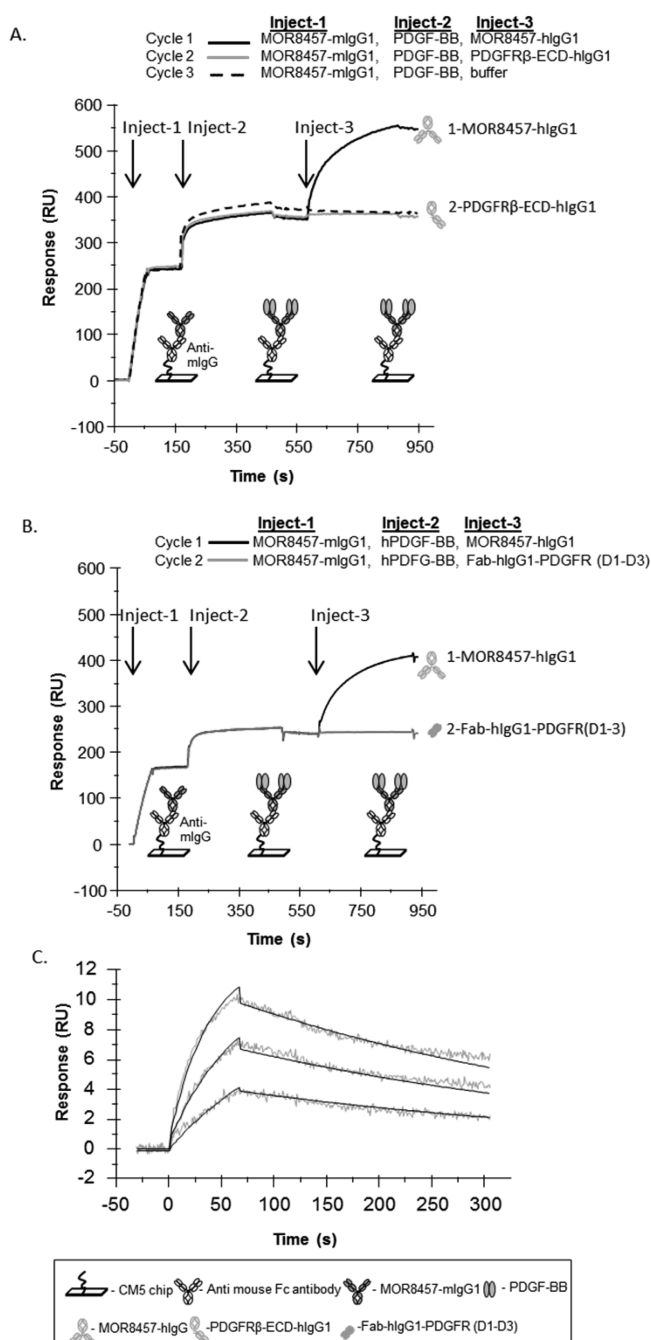 A.
Inject-1 Inject-2 Inject-3
Cycle 1 MOR8457-mIgG1, PDGF-BB, MOR8457-hIgG1
Cycle 2 MOR8457-mIgG1, PDGF-BB, PDGFRβ-ECD-hIgG1
Cycle 3 MOR8457-mIgG1, PDGF-BB, buffer
600
500
400
300
200
100
0
-100
Response (RU)
Inject-1 Inject-2 Inject-3
1-MOR8457-hIgG1
2-PDGFRβ-ECD-hIgG1
Anti-
mIgG
-50 150 350 550 750 950
Time (s)
B.
Inject-1 Inject-2 Inject-3
Cycle 1 MOR8457-mIgG1, hPDGF-BB, MOR8457-hIgG1
Cycle 2 MOR8457-mIgG1, hPDFG-BB, Fab-hIgG1-PDGFR (D1-D3)
600
500
400
300
200
100
0
-100
Response (RU)
Inject-1 Inject-2 Inject-3
1-MOR8457-hIgG1
2-Fab-hIgG1-PDGFR(D1-3)
Anti-
mIgG
-50 150 350 550 750 950
Time (s)
C.
12
10
8
6
4
2
0
-2
Response (RU)
-50 0 50 100 150 200 250 300
Time (s)
- CM5 chip - Anti mouse Fc antibody - MOR8457-mIgG1 - PDGF-BB
- MOR8457-hIgG -PDGFRβ-ECD-hIgG1 -Fab-hIgG1-PDGFR (D1-D3)